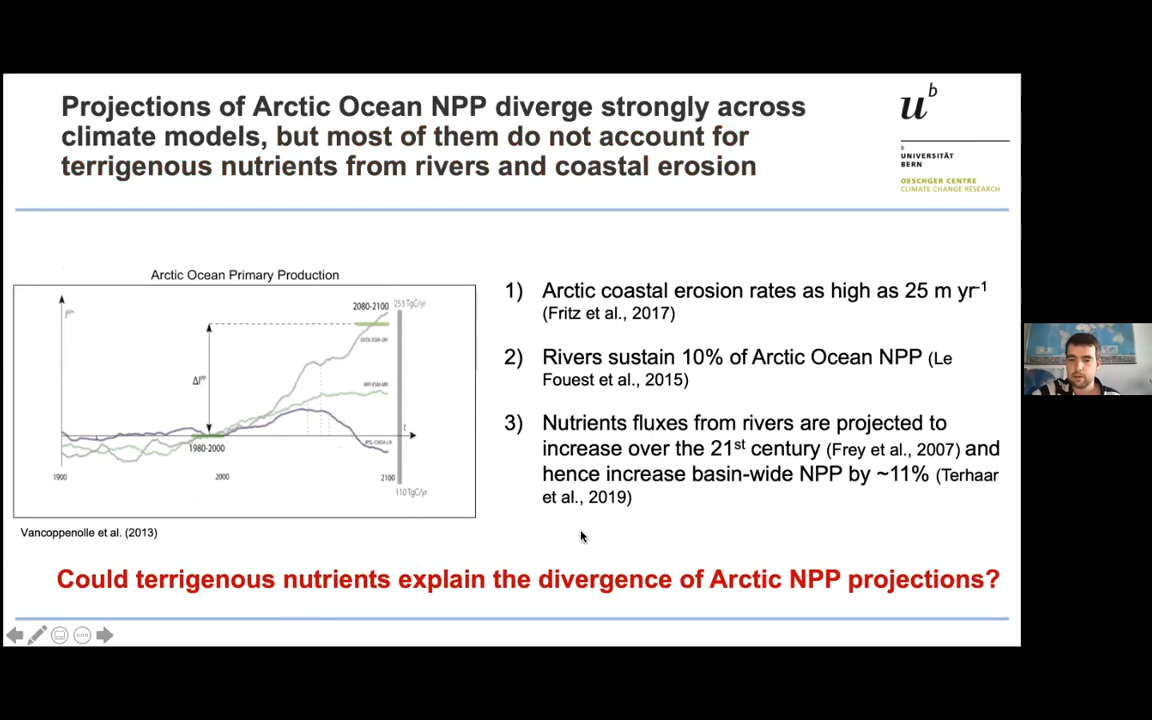 Projections of Arctic Ocean NPP diverge strongly across
climate models, but most of them do not account for
terrigenous nutrients from rivers and coastal erosion
u^b
b
UNIVERSITÄT
BERN
OESCHGER CENTRE
CLIMATE CHANGE RESEARCH
Arctic Ocean Primary Production
2080-2100
253 TgC/yr
1980-2000
1900
2000
2100
110 TgC/yr
Vancoppenolle et al. (2013)
1) Arctic coastal erosion rates as high as 25 m yr⁻¹
(Fritz et al., 2017)
2) Rivers sustain 10% of Arctic Ocean NPP (Le
Fouest et al., 2015)
3) Nutrients fluxes from rivers are projected to
increase over the 21st century (Frey et al., 2007) and
hence increase basin-wide NPP by ~11% (Terhaar
et al., 2019)
Could terrigenous nutrients explain the divergence of Arctic NPP projections?